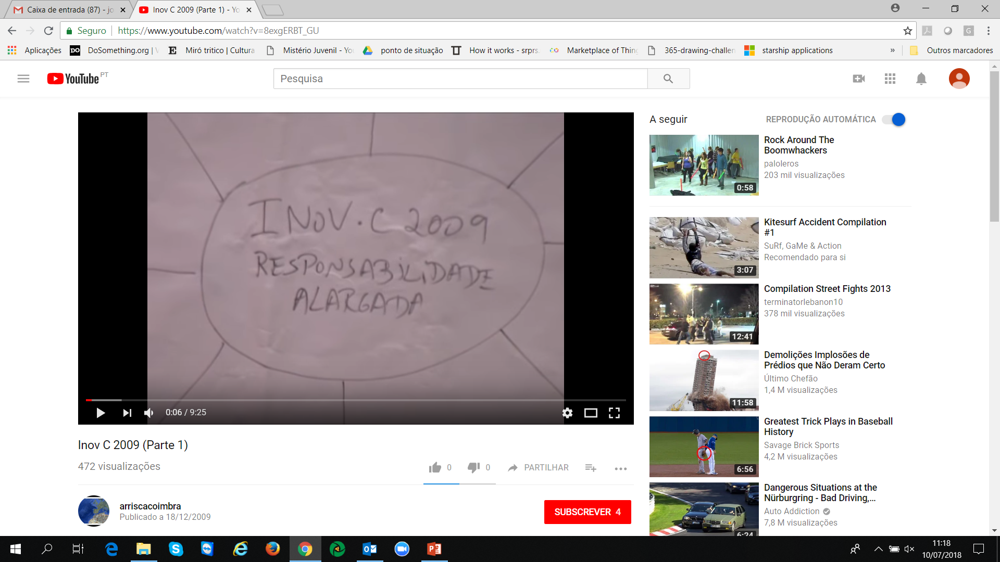 Caixa de entrada (87) - jo
Inov C 2009 (Parte 1) - Yo
Seguro
https://www.youtube.com/watch?v=8exgERBT_GU
Aplicações
DO
DoSomething.org | V
E
Miró tritico | Cultura
Mistério Juvenil - You
ponto de situação
How it works - srprs.
Marketplace of Thing
365-drawing-challen
starship applications
»
Outros marcadores
YouTube PT
Pesquisa
INOV.C 2009
RESPONSABILIDADE
ALARGADA
0:06 / 9:25
Inov C 2009 (Parte 1)
472 visualizações
0
0
PARTILHAR
arriscacoimbra
Publicado a 18/12/2009
SUBSCREVER 4
A seguir
REPRODUÇÃO AUTOMÁTICA
0:58
Rock Around The
Boomwhackers
paloleros
203 mil visualizações
3:07
Kitesurf Accident Compilation
#1
SuRf, GaMe & Action
Recomendado para si
12:41
Compilation Street Fights 2013
terminatorlebanon10
378 mil visualizações
11:58
Demolições Implosões de
Prédios que Não Deram Certo
Último Chefão
1,4 M visualizações
6:56
Greatest Trick Plays in Baseball
History
Savage Brick Sports
4,2 M visualizações
6:24
Dangerous Situations at the
Nürburgring - Bad Driving,...
Auto Addiction
7,8 M visualizações
11:18
10/07/2018